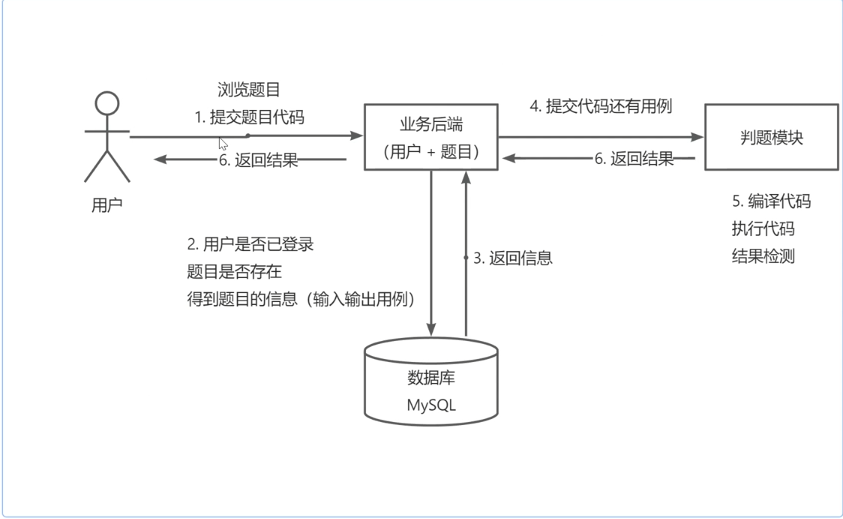 浏览题目
1. 提交题目代码
6. 返回结果
用户
业务后端
（用户 + 题目）
4. 提交代码还有用例
6. 返回结果
判题模块
5. 编译代码
执行代码
结果检测
2. 用户是否已登录
题目是否存在
得到题目的信息（输入输出用例）
3. 返回信息
数据库
MySQL